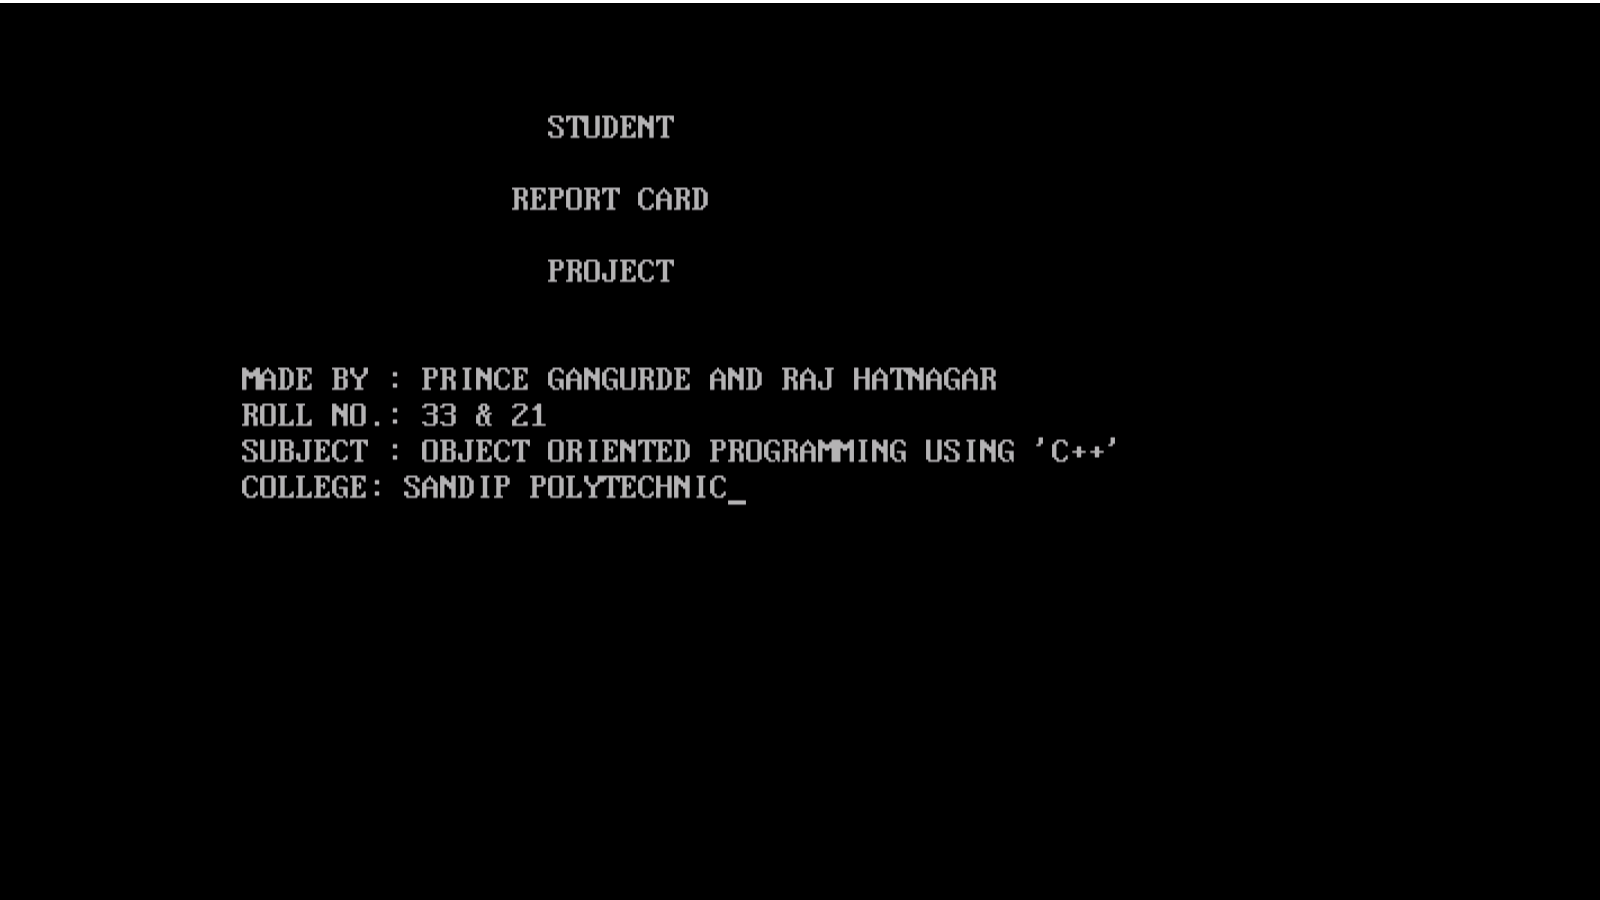 STUDENT
REPORT CARD
PROJECT
MADE BY : PRINCE GANGURDE AND RAJ HATNAGAR
ROLL NO.: 33 & 21
SUBJECT : OBJECT ORIENTED PROGRAMMING USING 'C++'
COLLEGE: SANDIP POLYTECHNIC_